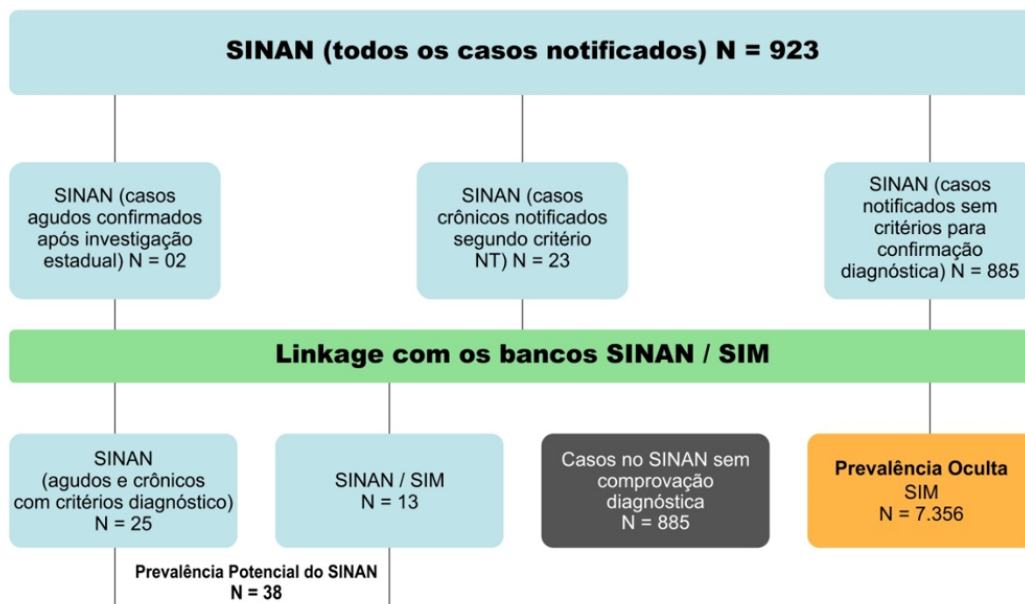 SINAN (todos os casos notificados) N = 923
SINAN (casos
agudos confirmados
após investigação
estadual) N = 02
SINAN (casos
crônicos notificados
segundo critério
NT) N = 23
SINAN (casos
notificados sem
critérios para
confirmação
diagnóstica) N = 885
Linkage com os bancos SINAN / SIM
SINAN
(agudos e crônicos
com critérios diagnóstico)
N = 25
SINAN / SIM
N = 13
Casos no SINAN sem
comprovação
diagnóstica
N = 885
Prevalência Oculta
SIM
N = 7.356
Prevalência Potencial do SINAN
N = 38